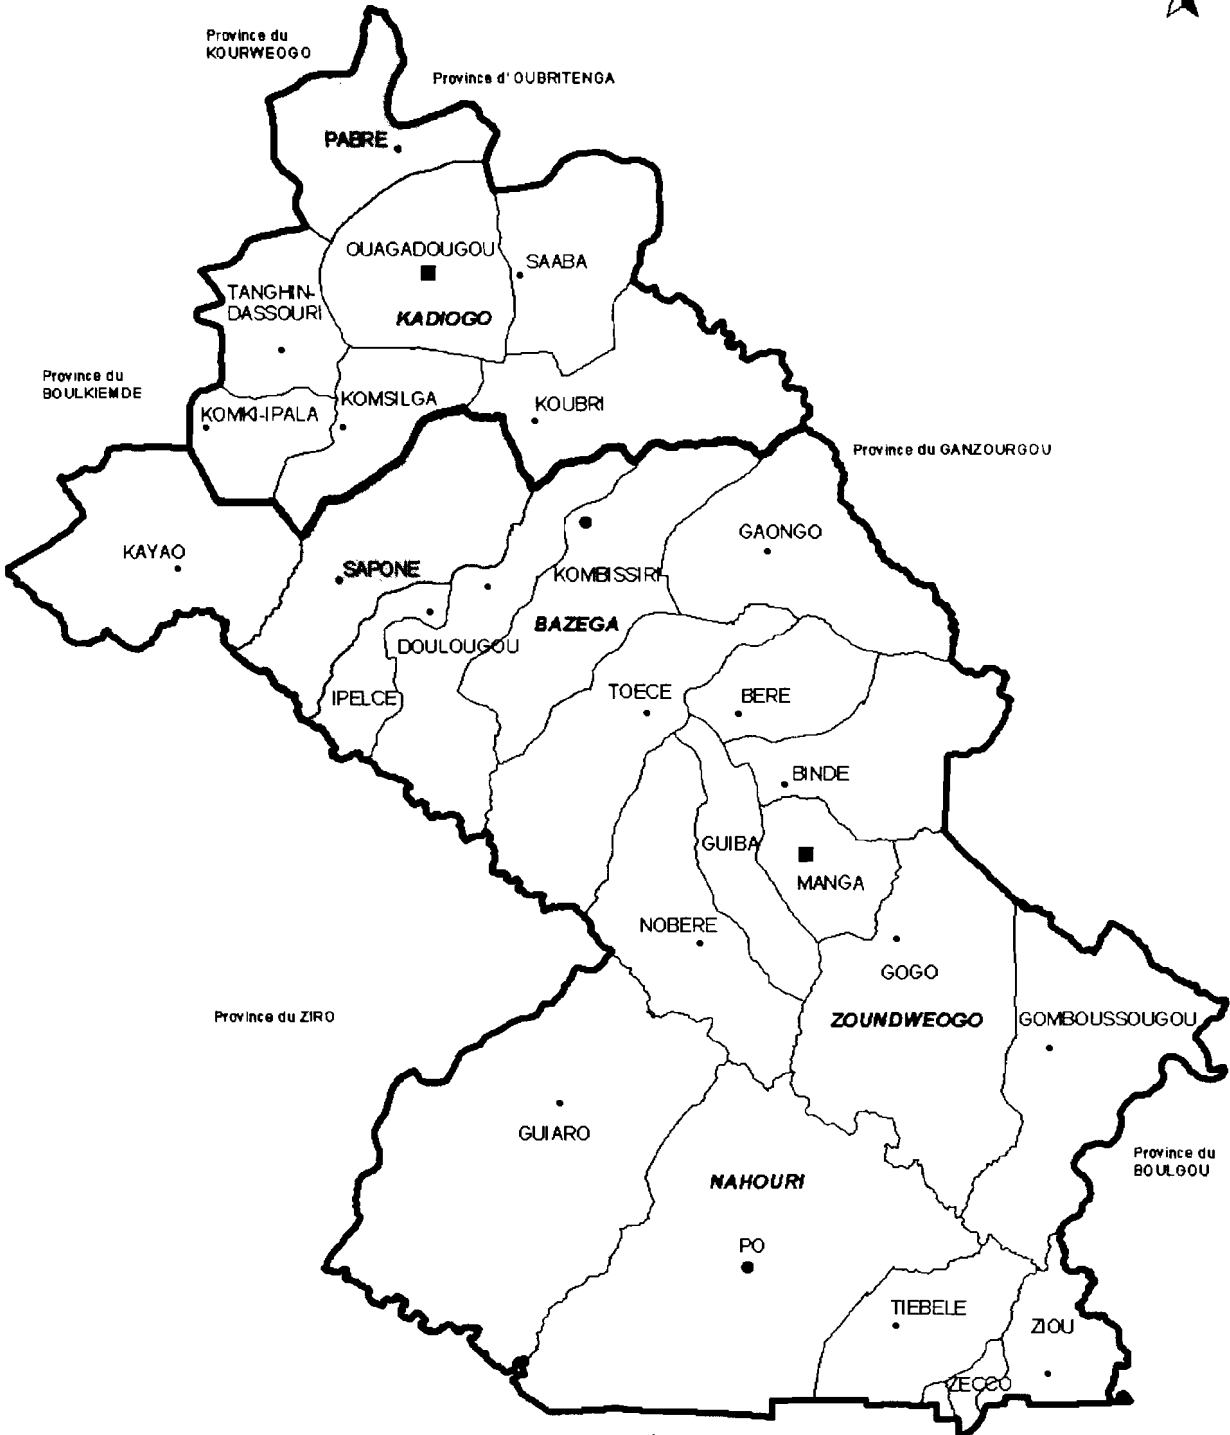 Province du
KOURWEOGO
Province d' OUBRITENGA
PABRE
OUAGADOUGOU
SAABA
TANGHIN-
DASSOURI
KADIOGO
Province du
BOULKIEMDE
KOMSILGA
KOMKI-IPALA
KOUBRI
Province du GANZOURGOU
GAONGO
KAYAO
SAPONE
KOMBISSIRI
BAZEGA
DOULOUGOU
IPELCE
TOECE
BERE
BINDE
GUIBA
MANGA
NOBERE
GOGO
Province du ZIRO
ZOUNDWEOGO
GOMBOUSSOUGOU
GUIARO
Province du
BOULGOU
NAHOURI
PO
TIEBELE
ZIOU
ZECCO